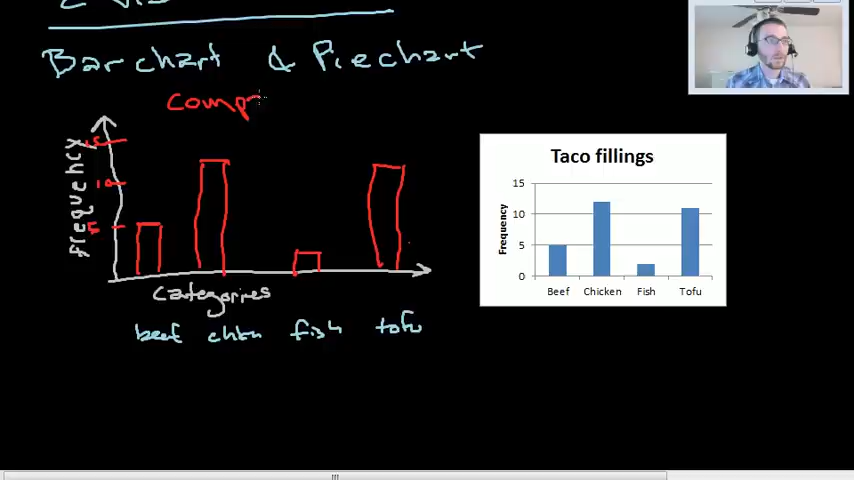 Barchart & Piechart
comp
Frequency
15
10
5
Categories
beef chkn fish tofu
Taco fillings
Frequency
15
10
5
0
Beef Chicken Fish Tofu